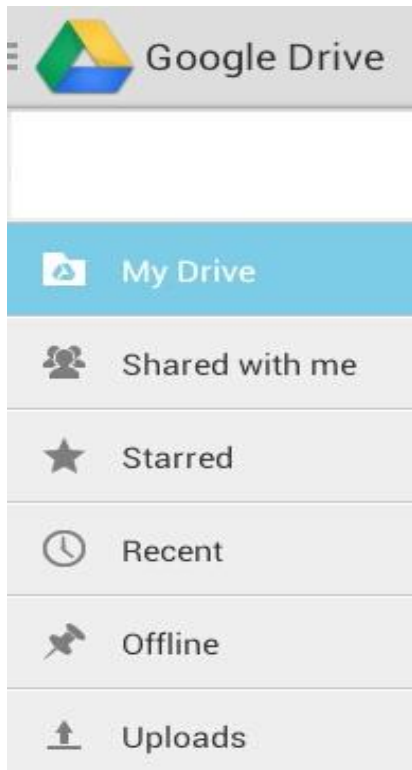 Google Drive
My Drive
Shared with me
Starred
Recent
Offline
Uploads